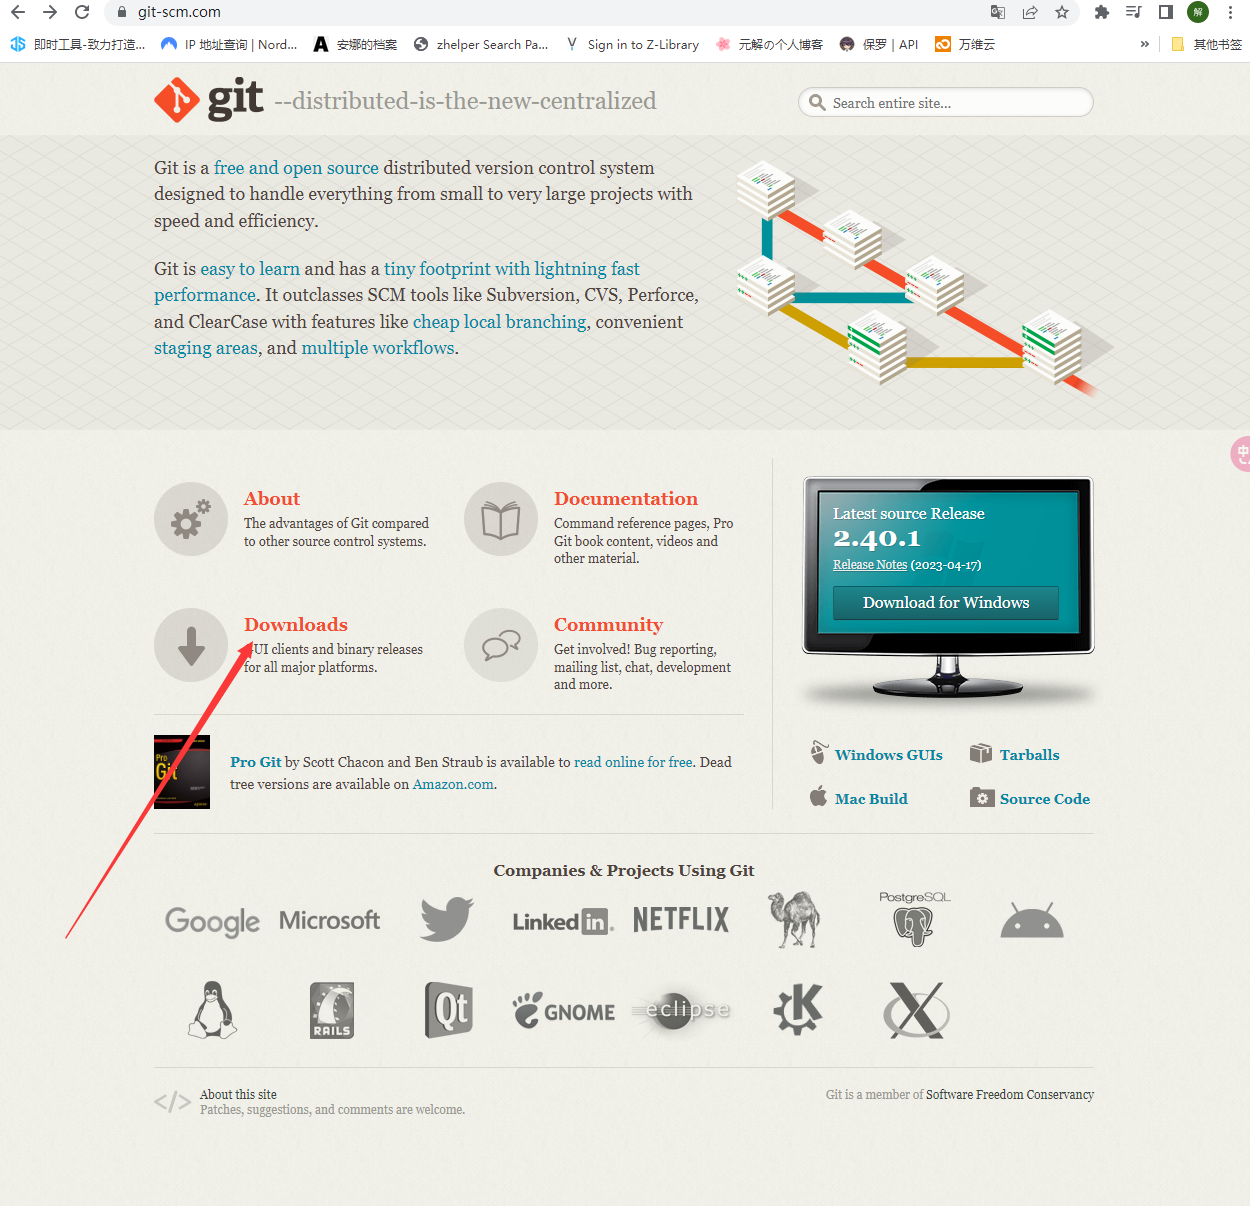 git-scm.com
解
即时工具-致力打造...
IP 地址查询 | Nord...
安娜的档案
zhelper Search Pa...
Sign in to Z-Library
元解の个人博客
保罗 | API
万维云
»
其他书签
git --distributed-is-the-new-centralized
Search entire site...
Git is a free and open source distributed version control system
designed to handle everything from small to very large projects with
speed and efficiency.
Git is easy to learn and has a tiny footprint with lightning fast
performance. It outclasses SCM tools like Subversion, CVS, Perforce,
and ClearCase with features like cheap local branching, convenient
staging areas, and multiple workflows.
中
About
The advantages of Git compared
to other source control systems.
Documentation
Command reference pages, Pro
Git book content, videos and
other material.
Downloads
UI clients and binary releases
for all major platforms.
Community
Get involved! Bug reporting,
mailing list, chat, development
and more.
Latest source Release
2.40.1
Release Notes (2023-04-17)
Download for Windows
Windows GUIs
Tarballs
Mac Build
Source Code
Pro
Git
Pro Git by Scott Chacon and Ben Straub is available to read online for free. Dead
tree versions are available on Amazon.com.
Companies & Projects Using Git
Google
Microsoft
Linked in
NETFLIX
PostgreSQL
RAILS
Qt
GNOME
eclipse
K
X
</>
About this site
Patches, suggestions, and comments are welcome.
Git is a member of Software Freedom Conservancy